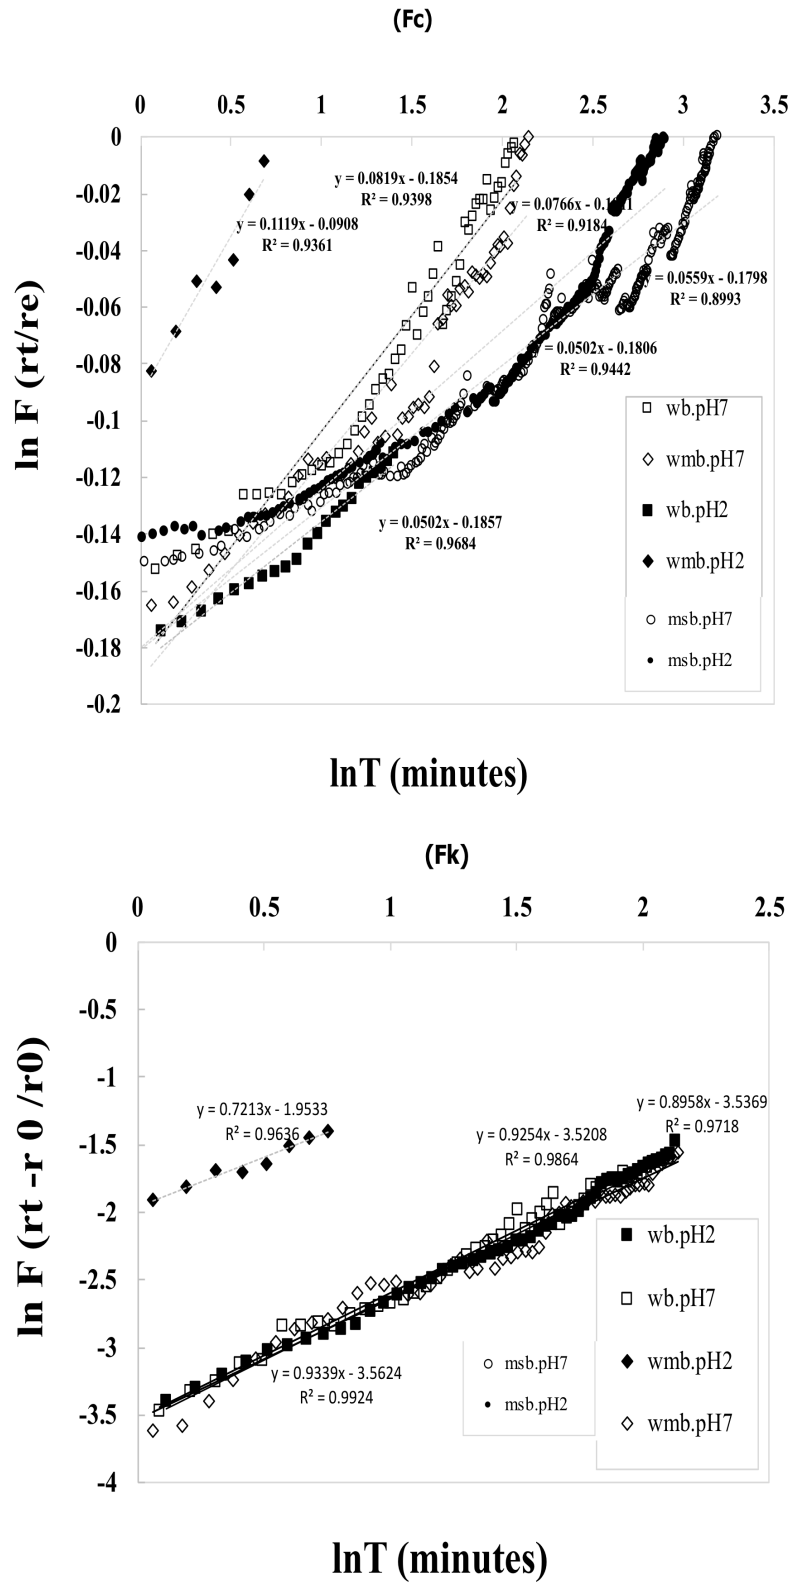 (Fc)
0 0.5 1 1.5 2 2.5 3 3.5
0
-0.02
-0.04
-0.06
-0.08
-0.1
-0.12
-0.14
-0.16
-0.18
-0.2
ln F (rt/re)
y = 0.0819x - 0.1854
R² = 0.9398
y = 0.0766x
R² = 0.9184
y = 0.1119x - 0.0908
R² = 0.9361
y = 0.0559x - 0.1798
R² = 0.8993
= 0.0502x - 0.1806
R² = 0.9442
y = 0.0502x - 0.1857
R² = 0.9684
wb.pH7
wmb.pH7
wb.pH2
wmb.pH2
msb.pH7
msb.pH2
lnT (minutes)
(Fk)
0 0.5 1 1.5 2 2.5
0
-0.5
-1
-1.5
-2
-2.5
-3
-3.5
-4
ln F (rt -r 0 /r0)
y = 0.7213x - 1.9533
R² = 0.9636
y = 0.8958x - 3.5369
R² = 0.9718
y = 0.9254x - 3.5208
R² = 0.9864
y = 0.9339x - 3.5624
R² = 0.9924
msb.pH7
msb.pH2
wb.pH2
wb.pH7
wmb.pH2
wmb.pH7
lnT (minutes)